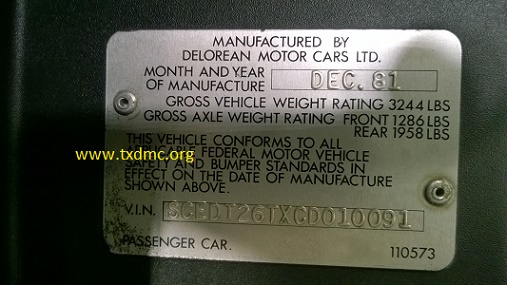 MANUFACTURED BY
DELOREAN MOTOR CARS LTD.
MONTH AND YEAR
OF MANUFACTURE DEC. 81
GROSS VEHICLE WEIGHT RATING 3244 LBS
GROSS AXLE WEIGHT RATING FRONT 1286 LBS
REAR 1958 LBS
THIS VEHICLE CONFORMS TO ALL
www.txdmc.org
APPLICABLE FEDERAL MOTOR VEHICLE
SAFETY AND BUMPER STANDARDS IN
EFFECT ON THE DATE OF MANUFACTURE
SHOWN ABOVE.
V.I.N. SCEDT26TXCD010091
PASSENGER CAR. 110573